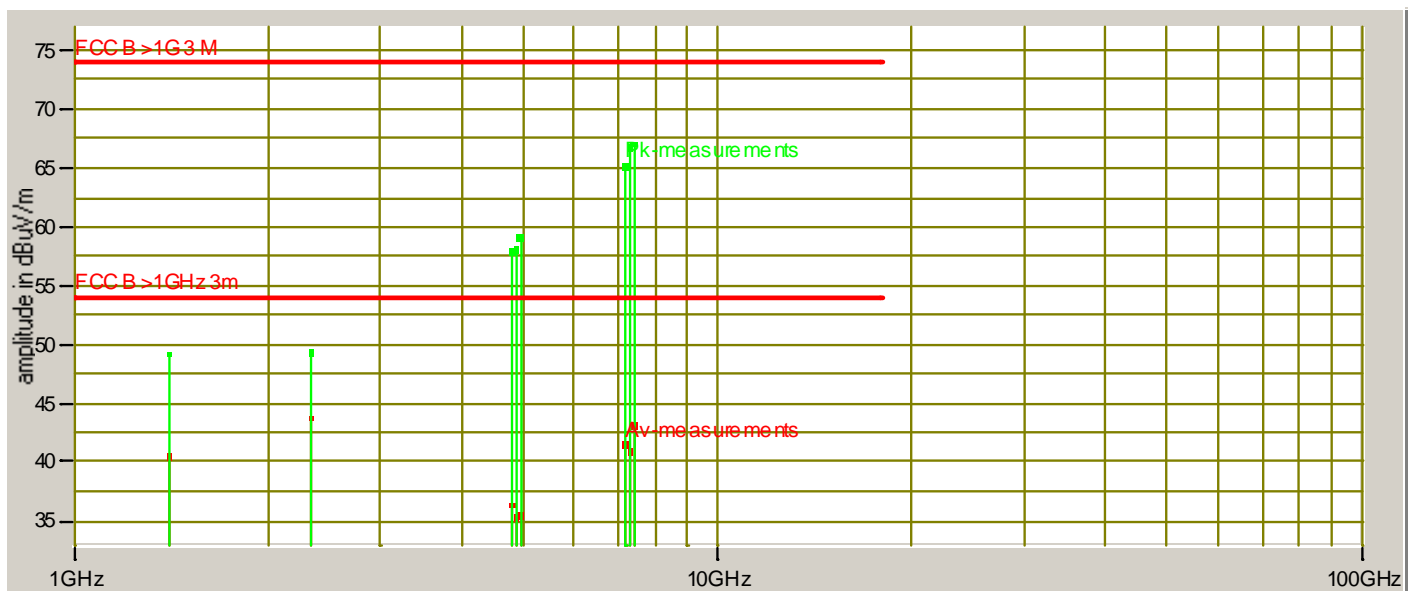 FCC B >1G 3 M
75
70
Pk-measurements
65
60
FCC B >1GHz 3m
55
50
45
Av-measurements
40
35
amplitude in dBuV/m
1GHz
10GHz
100GHz